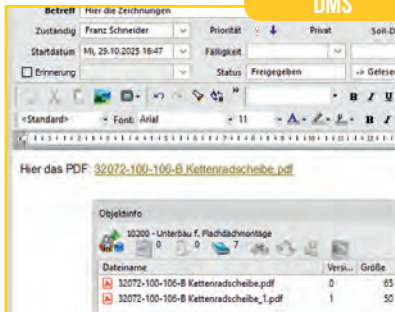 DMS
Betreff Hier die Zeichnungen
Zuständig Franz Schneider Priorität Privat Soll-D
Startdatum Mi, 29.10.2025 16:47 Fälligkeit
Erinnerung Status Freigegeben -> Gelesen
B I U
<Standard> Font: Arial 11 A B I
Hier das PDF: 32072-100-106-B Kettenradscheibe.pdf
Objektinfo
10200 - Unterbau f. Flachdachmontage
0 0 7
Dateiname Versi... Größe
32072-100-106-B Kettenradscheibe.pdf 0 65
32072-100-106-B Kettenradscheibe_1.pdf 1 50